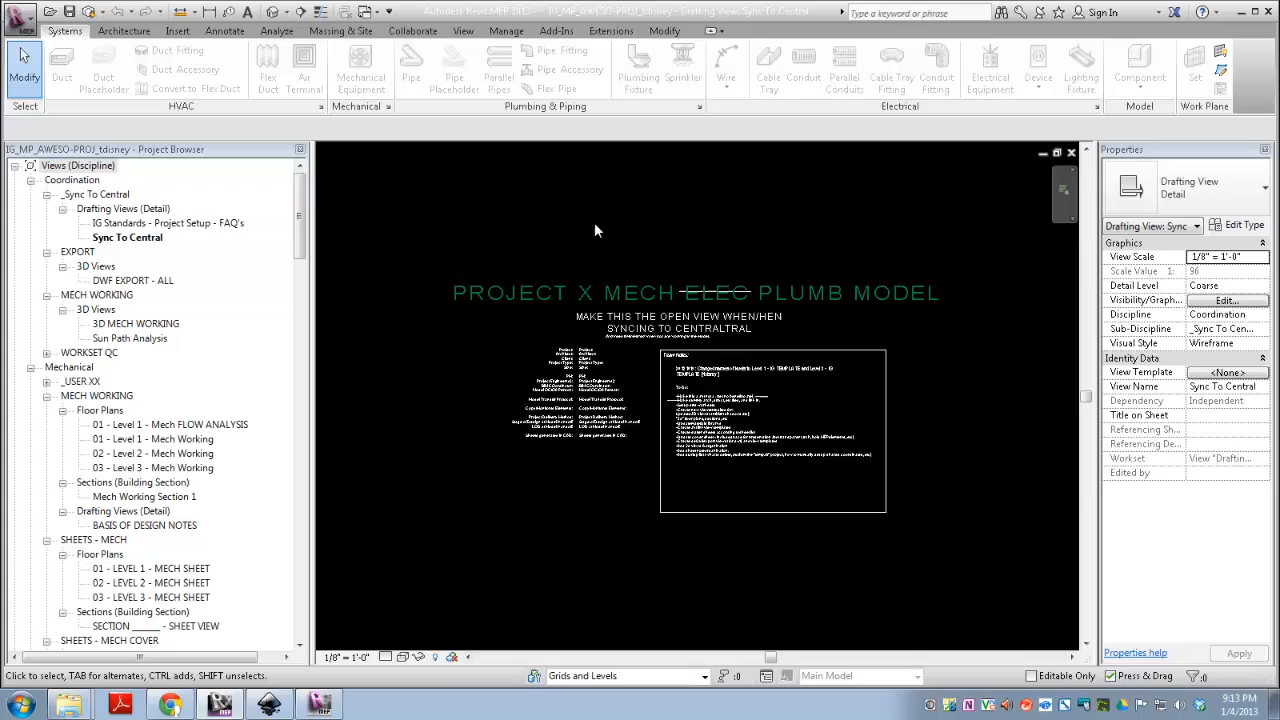 Autodesk Revit MEP 2013 - IG_MP_AWESO-PROJ_tdisney - Drafting View: Sync To Central
Type a keyword or phrase
Sign In
Systems Architecture Insert Annotate Analyze Massing & Site Collaborate View Manage Add-Ins Extensions Modify
Modify
Duct
Duct Placeholder
Duct Fitting
Duct Accessory
Convert to Flex Duct
Flex Duct
Air Terminal
Mechanical Equipment
Pipe
Pipe Placeholder
Parallel Pipes
Pipe Fitting
Pipe Accessory
Flex Pipe
Plumbing Fixture
Sprinkler
Wire
Cable Tray
Conduit
Parallel Conduits
Cable Tray Fitting
Conduit Fitting
Electrical Equipment
Device
Lighting Fixture
Component
Set
Select HVAC Mechanical Plumbing & Piping Electrical Model Work Plane
IG_MP_AWESO-PROJ_tdisney - Project Browser
Views (Discipline)
Coordination
_Sync To Central
Drafting Views (Detail)
IG Standards - Project Setup - FAQ's
Sync To Central
EXPORT
3D Views
DWF EXPORT - ALL
MECH WORKING
3D Views
3D MECH WORKING
Sun Path Analysis
WORKSET QC
Mechanical
_USER XX
MECH WORKING
Floor Plans
01 - Level 1 - Mech FLOW ANALYSIS
01 - Level 1 - Mech Working
02 - Level 2 - Mech Working
03 - Level 3 - Mech Working
Sections (Building Section)
Mech Working Section 1
Drafting Views (Detail)
BASIS OF DESIGN NOTES
SHEETS - MECH
Floor Plans
01 - LEVEL 1 - MECH SHEET
02 - LEVEL 2 - MECH SHEET
03 - LEVEL 3 - MECH SHEET
Sections (Building Section)
SECTION ______ - SHEET VIEW
SHEETS - MECH COVER
PROJECT X MECH ELEC PLUMB MODEL
MAKE THIS THE OPEN VIEW WHEN/HEN
SYNCING TO CENTRALTRAL
Properties
Drafting View
Detail
Drafting View: Sync Edit Type
Graphics
View Scale 1/8" = 1'-0"
Scale Value 1: 96
Detail Level Coarse
Visibility/Graph... Edit...
Discipline Coordination
Sub-Discipline _Sync To Cen...
Visual Style Wireframe
Identity Data
View Template <None>
View Name Sync To Central
Dependency Independent
Title on Sheet
Referencing Sh...
Referencing De...
Workset View "Draftin...
Edited by
Properties help Apply
1/8" = 1'-0"
Click to select, TAB for alternates, CTRL adds, SHIFT unselects.
Grids and Levels
:0
Main Model
Editable Only
Press & Drag
:0
9:13 PM
1/4/2013